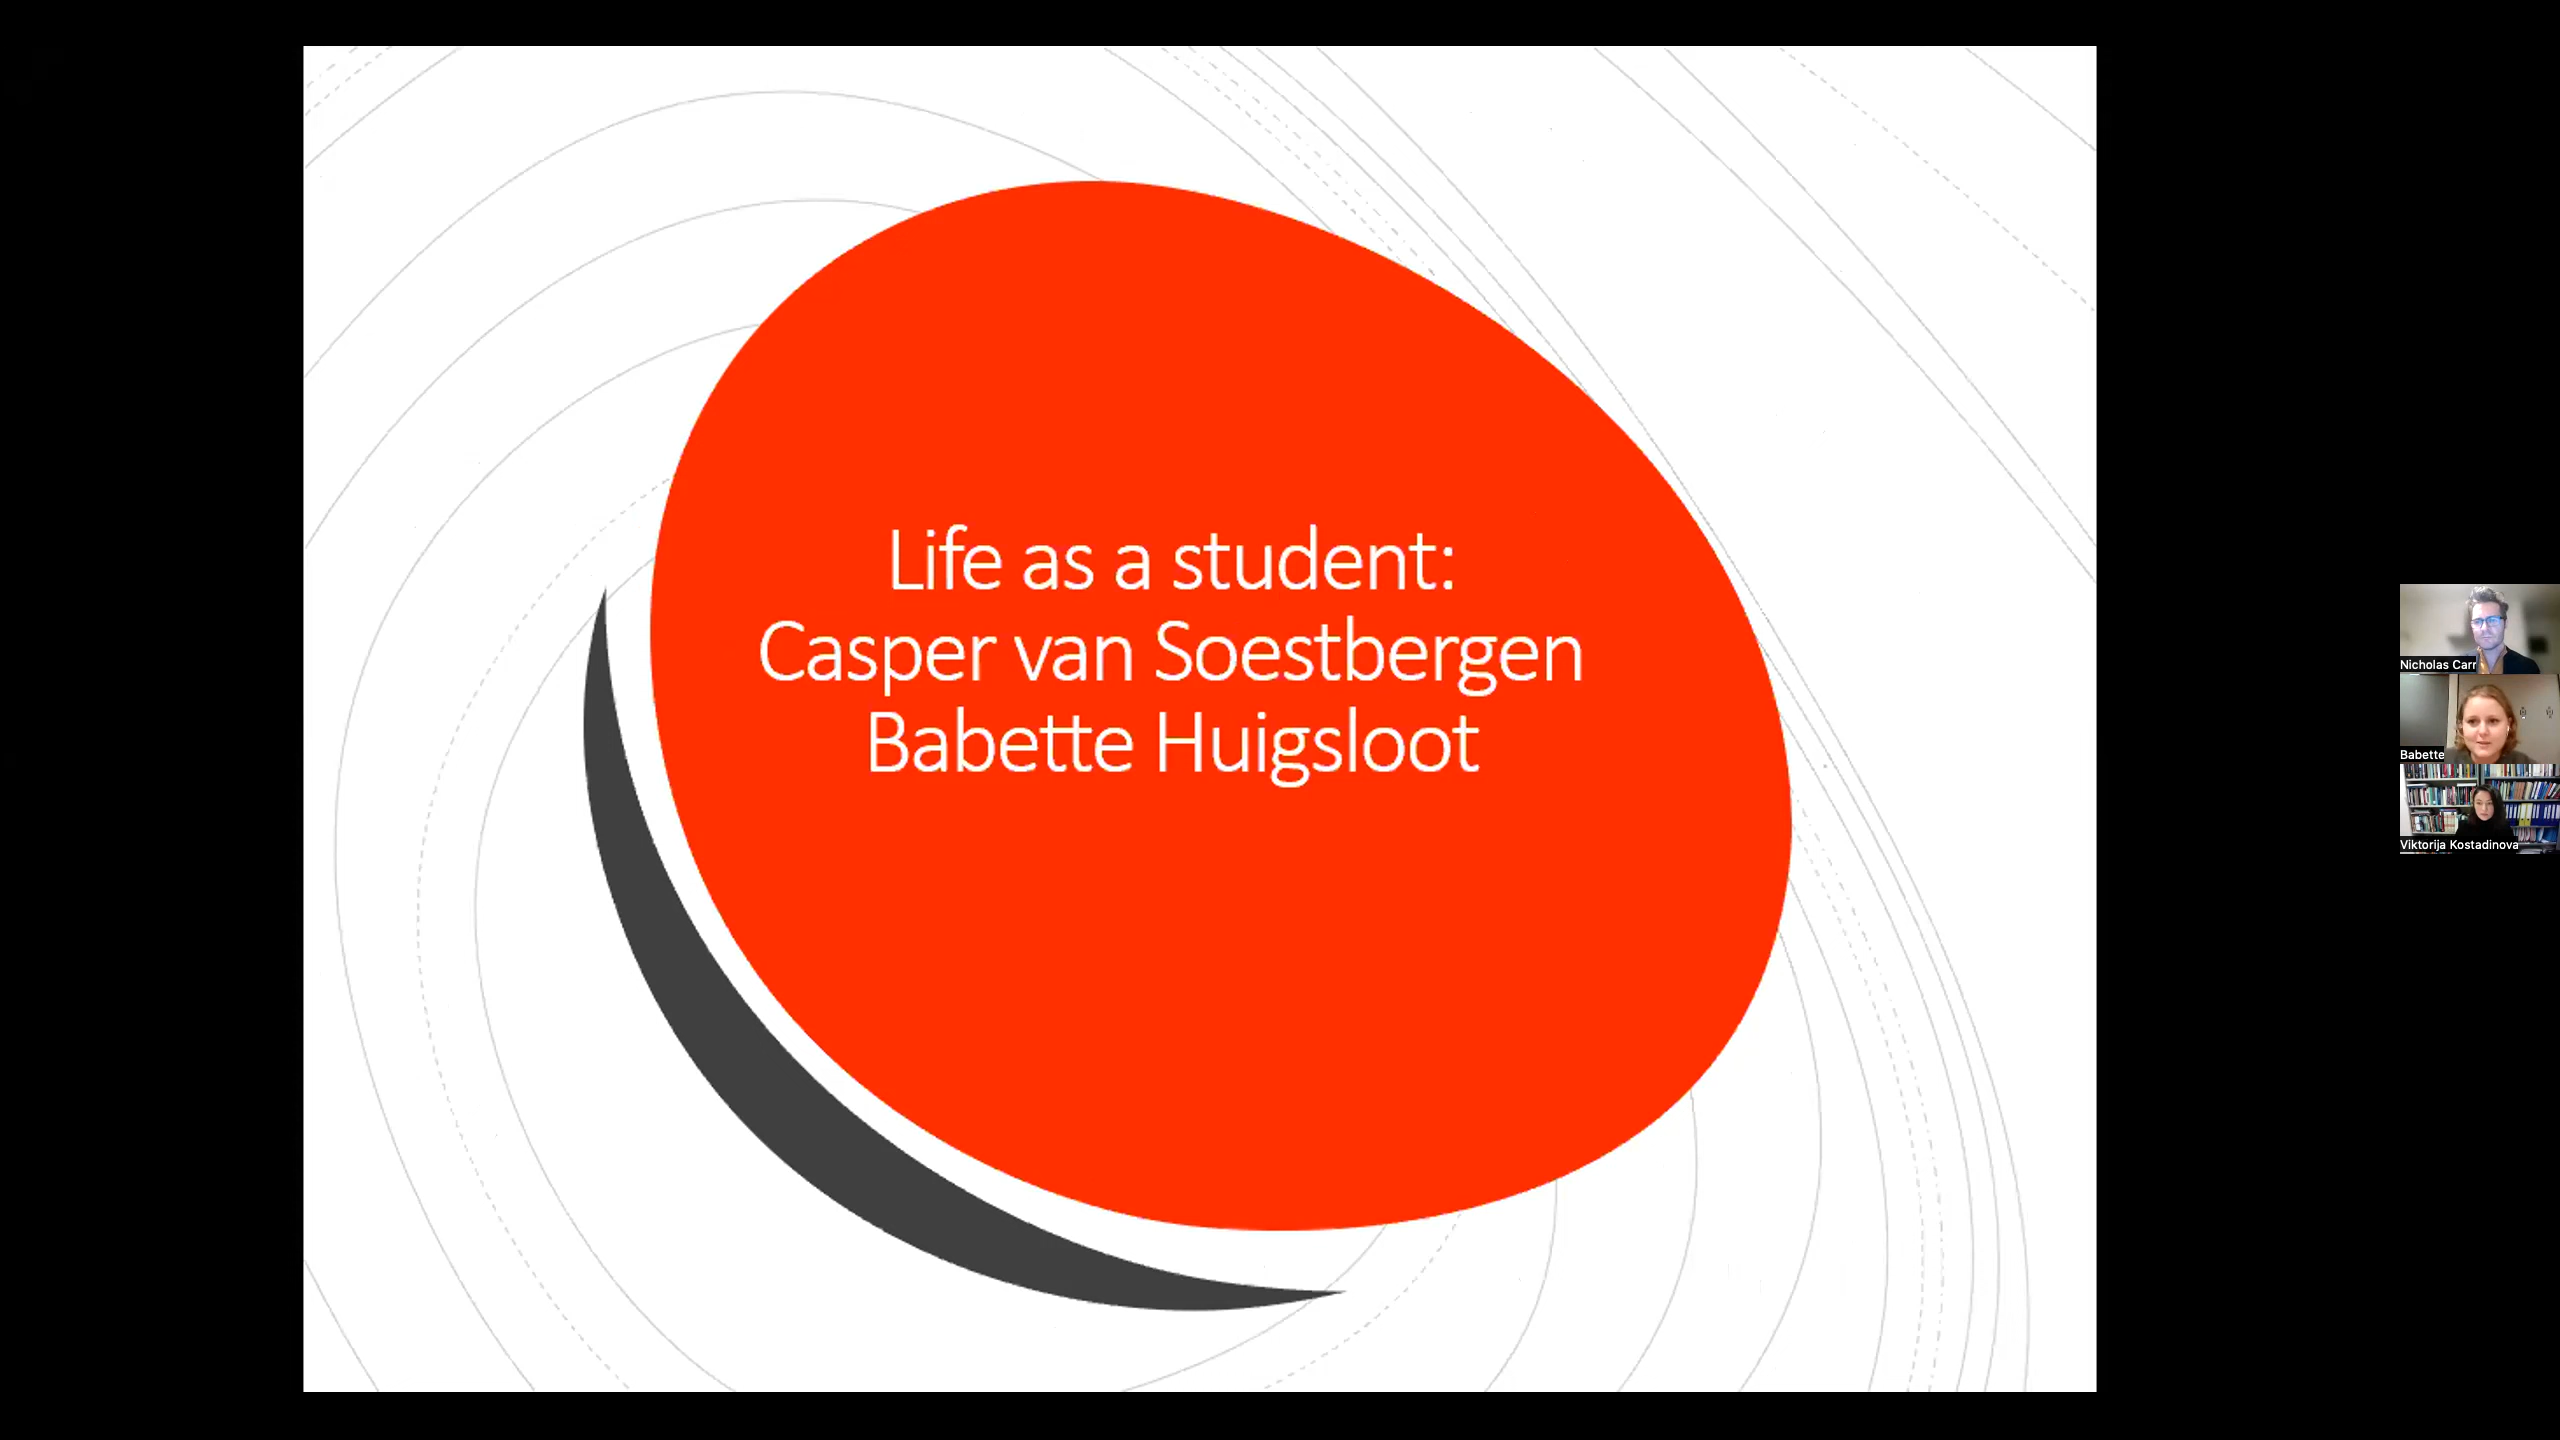 Life as a student:
Casper van Soestbergen
Babette Huigsloot
Nicholas Carr
Babette
Viktorija Kostadinova